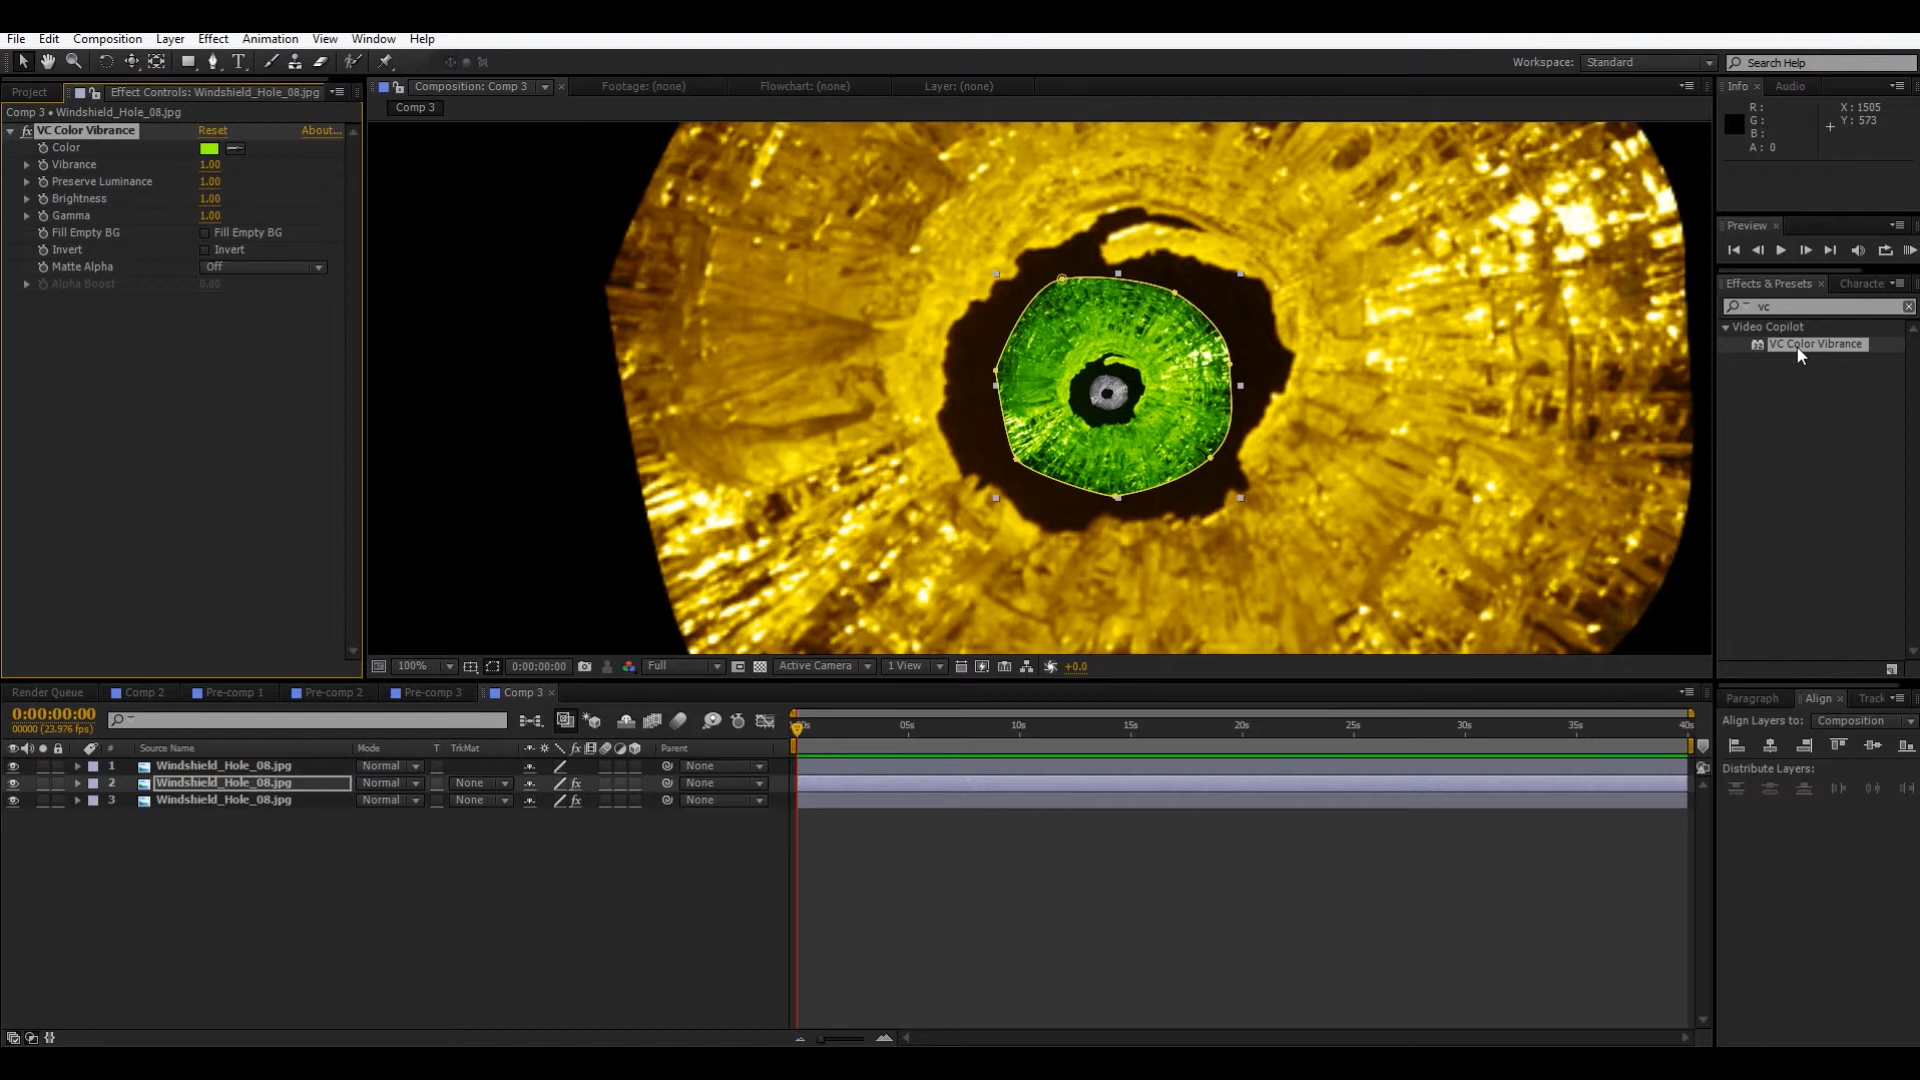 File Edit Composition Layer Effect Animation View Window Help
Workspace: Standard Search Help
Project Effect Controls: Windshield_Hole_08.jpg
Comp 3 • Windshield_Hole_08.jpg
fx VC Color Vibrance Reset About...
Color
Vibrance 1.00
Preserve Luminance 1.00
Brightness 1.00
Gamma 1.00
Fill Empty BG Fill Empty BG
Invert Invert
Matte Alpha Off
Alpha Boost 0.00
Composition: Comp 3 Footage: (none) Flowchart: (none) Layer: (none)
Comp 3
100% 0:00:00:00 Full Active Camera 1 View +0.0
Info Audio
R: X: 1505
G: Y: 573
B:
A: 0
Preview
Effects & Presets Characte
vc
Video Copilot
VC Color Vibrance
Render Queue Comp 2 Pre-comp 1 Pre-comp 2 Pre-comp 3 Comp 3
0:00:00:00
00000 (23.976 fps)
# Source Name Mode T TrkMat fx Parent
1 Windshield_Hole_08.jpg Normal None
2 Windshield_Hole_08.jpg Normal None fx None
3 Windshield_Hole_08.jpg Normal None fx None
05s 10s 15s 20s 25s 30s 35s 40s
Paragraph Align Track
Align Layers to: Composition
Distribute Layers: